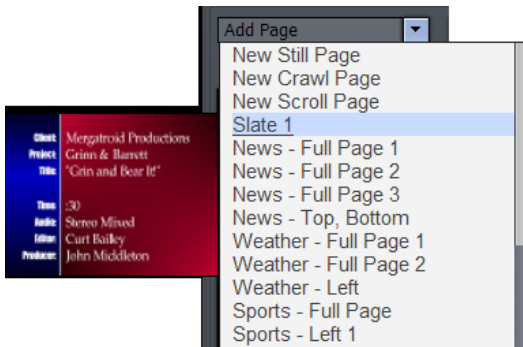 Add Page
New Still Page
New Crawl Page
New Scroll Page
Slate 1
News - Full Page 1
News - Full Page 2
News - Full Page 3
News - Top, Bottom
Weather - Full Page 1
Weather - Full Page 2
Weather - Left
Sports - Full Page
Sports - Left 1
Client: Mergatroid Productions
Project: Grinn & Barrett
Title: "Grin and Bear It!"
Time: :30
Audio: Stereo Mixed
Editor: Curt Bailey
Producer: John Middleton